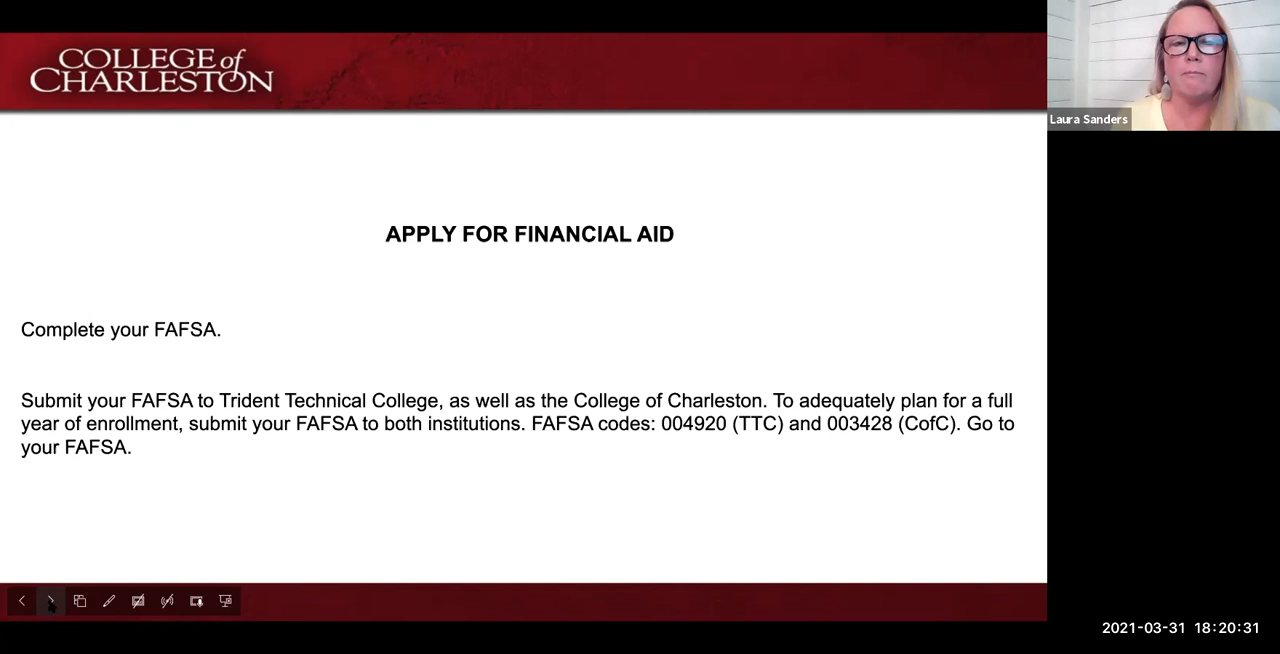 COLLEGE of
CHARLESTON
Laura Sanders
APPLY FOR FINANCIAL AID
Complete your FAFSA.
Submit your FAFSA to Trident Technical College, as well as the College of Charleston. To adequately plan for a full
year of enrollment, submit your FAFSA to both institutions. FAFSA codes: 004920 (TTC) and 003428 (CofC). Go to
your FAFSA.
2021-03-31 18:20:31